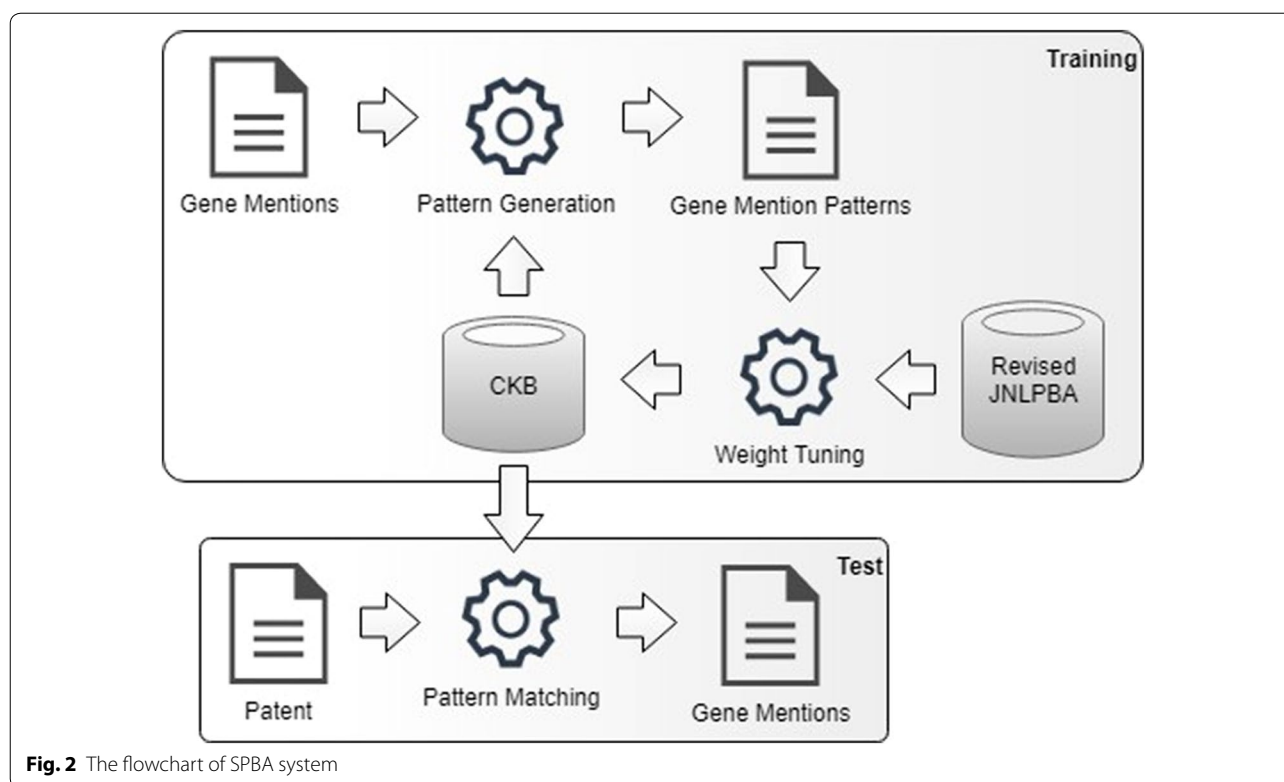 Training
Gene Mentions
Pattern Generation
Gene Mention Patterns
CKB
Revised
JNLPBA
Weight Tuning
Test
Patent
Pattern Matching
Gene Mentions
Fig. 2 The flowchart of SPBA system